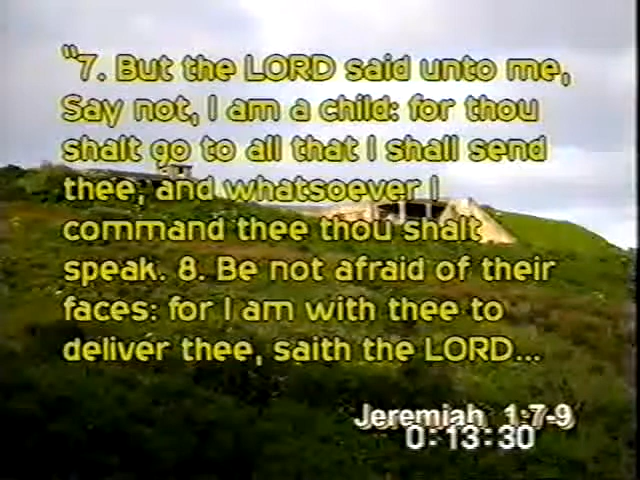 "7. But the LORD said unto me,
Say not, I am a child: for thou
shalt go to all that I shall send
thee, and whatsoever I
command thee thou shalt
speak. 8. Be not afraid of their
faces: for I am with thee to
deliver thee, saith the LORD...
Jeremiah 1:7-9
0:13:30